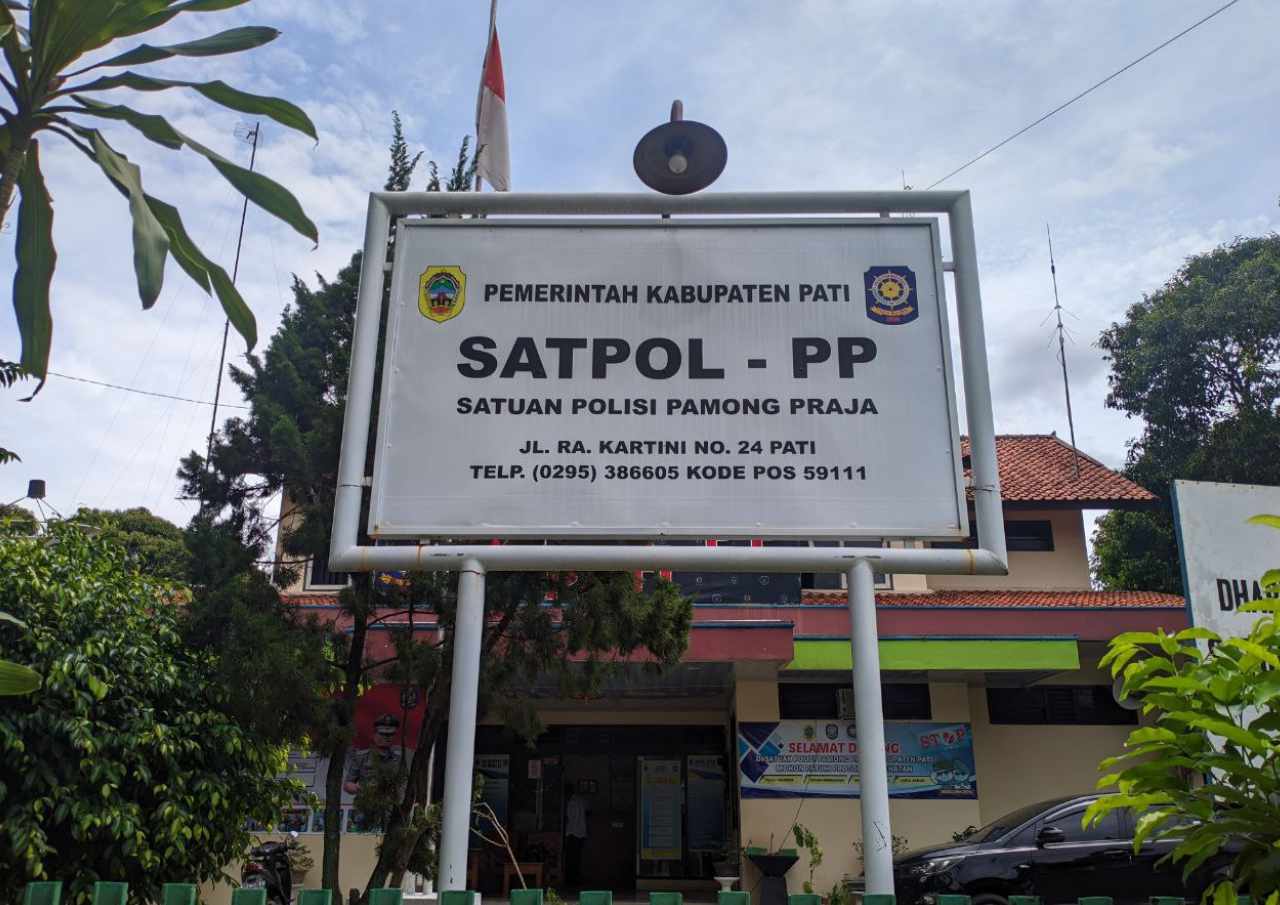 PEMERINTAH KABUPATEN PATI
SATPOL - PP
SATUAN POLISI PAMONG PRAJA
JL. RA. KARTINI NO. 24 PATI
TELP. (0295) 386605 KODE POS 59111
SELAMAT D
STOP